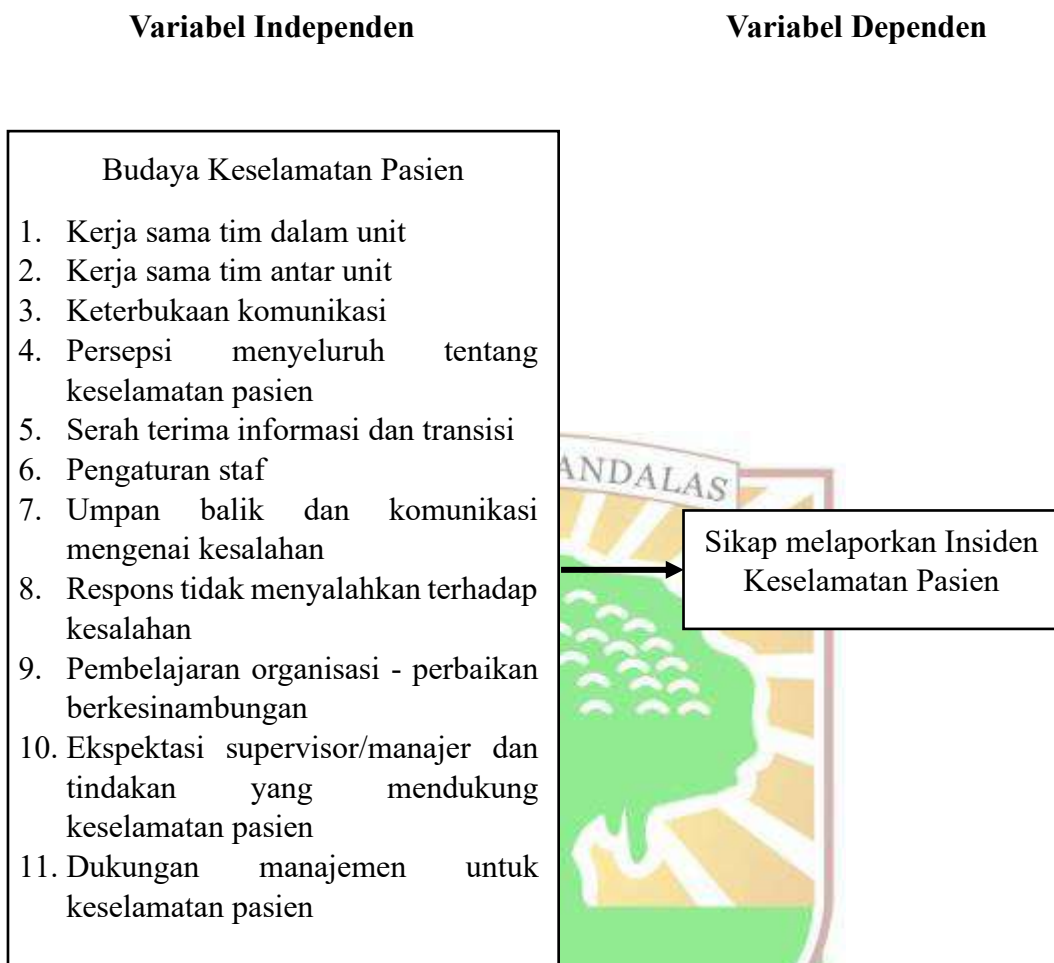 Variabel Independen
Variabel Dependen
Budaya Keselamatan Pasien
1. Kerja sama tim dalam unit
2. Kerja sama tim antar unit
3. Keterbukaan komunikasi
4. Persepsi menyeluruh tentang
keselamatan pasien
5. Serah terima informasi dan transisi
6. Pengaturan staf
7. Umpan balik dan komunikasi
mengenai kesalahan
8. Respons tidak menyalahkan terhadap
kesalahan
9. Pembelajaran organisasi - perbaikan
berkesinambungan
10. Ekspektasi supervisor/manajer dan
tindakan yang mendukung
keselamatan pasien
11. Dukungan manajemen untuk
keselamatan pasien
ANDALAS
Sikap melaporkan Insiden
Keselamatan Pasien